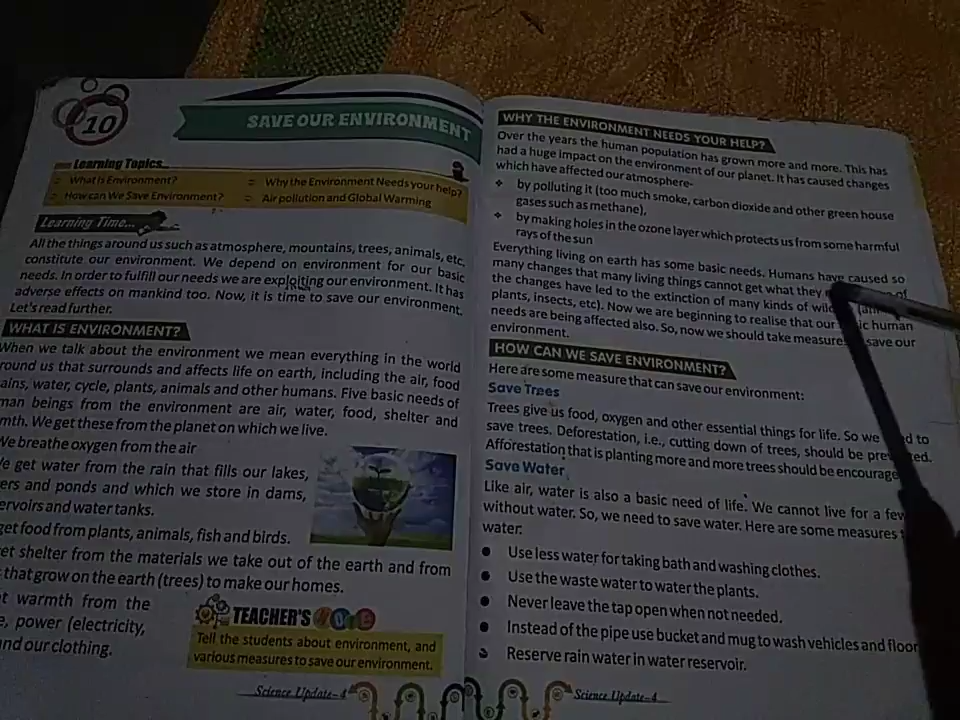 10
SAVE OUR ENVIRONMENT
Learning Topics...
What is Environment?
Why the Environment Needs your help?
How can We Save Environment?
Air pollution and Global Warming
Learning Time...
All the things around us such as atmosphere, mountains, trees, animals, etc.
constitute our environment. We depend on environment for our basic
needs. In order to fulfill our needs we are exploiting our environment. It has
adverse effects on mankind too. Now, it is time to save our environment.
Let's read further.
WHAT IS ENVIRONMENT?
When we talk about the environment we mean everything in the world
round us that surrounds and affects life on earth, including the air, food
ains, water, cycle, plants, animals and other humans. Five basic needs of
man beings from the environment are air, water, food, shelter and
mth. We get these from the planet on which we live.
We breathe oxygen from the air
e get water from the rain that fills our lakes,
ers and ponds and which we store in dams,
ervoirs and water tanks.
get food from plants, animals, fish and birds.
et shelter from the materials we take out of the earth and from
that grow on the earth (trees) to make our homes.
t warmth from the
e, power (electricity,
and our clothing.
TEACHER'S
Tell the students about environment, and
various measures to save our environment.
Science Update-4
WHY THE ENVIRONMENT NEEDS YOUR HELP?
Over the years the human population has grown more and more. This has
had a huge impact on the environment of our planet. It has caused changes
which have affected our atmosphere-
by polluting it (too much smoke, carbon dioxide and other green house
gases such as methane),
by making holes in the ozone layer which protects us from some harmful
rays of the sun
Everything living on earth has some basic needs. Humans have caused so
many changes that many living things cannot get what they of
the changes have led to the extinction of many kinds of
plants, insects, etc). Now we are beginning to realise that our human
needs are being affected also. So, now we should take measures save our
environment.
HOW CAN WE SAVE ENVIRONMENT?
Here are some measure that can save our environment:
Save Trees
Trees give us food, oxygen and other essential things for life. So we to
save trees. Deforestation, i.e., cutting down of trees, should be
Afforestation that is planting more and more trees should be encourage
Save Water
Like air, water is also a basic need of life. We cannot live for a few
without water. So, we need to save water. Here are some measures
water:
● Use less water for taking bath and washing clothes.
● Use the waste water to water the plants.
● Never leave the tap open when not needed.
● Instead of the pipe use bucket and mug to wash vehicles and floor
● Reserve rain water in water reservoir.
Science Update-4